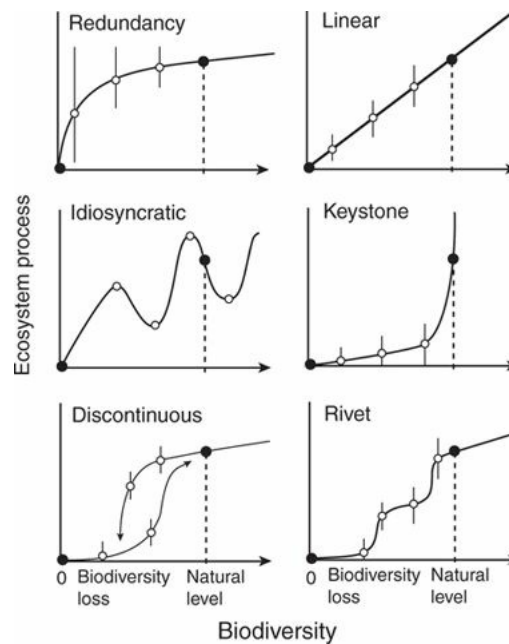 Redundancy
Linear
Idiosyncratic
Keystone
Ecosystem process
Discontinuous
Rivet
0 Biodiversity loss Natural level
0 Biodiversity loss Natural level
Biodiversity